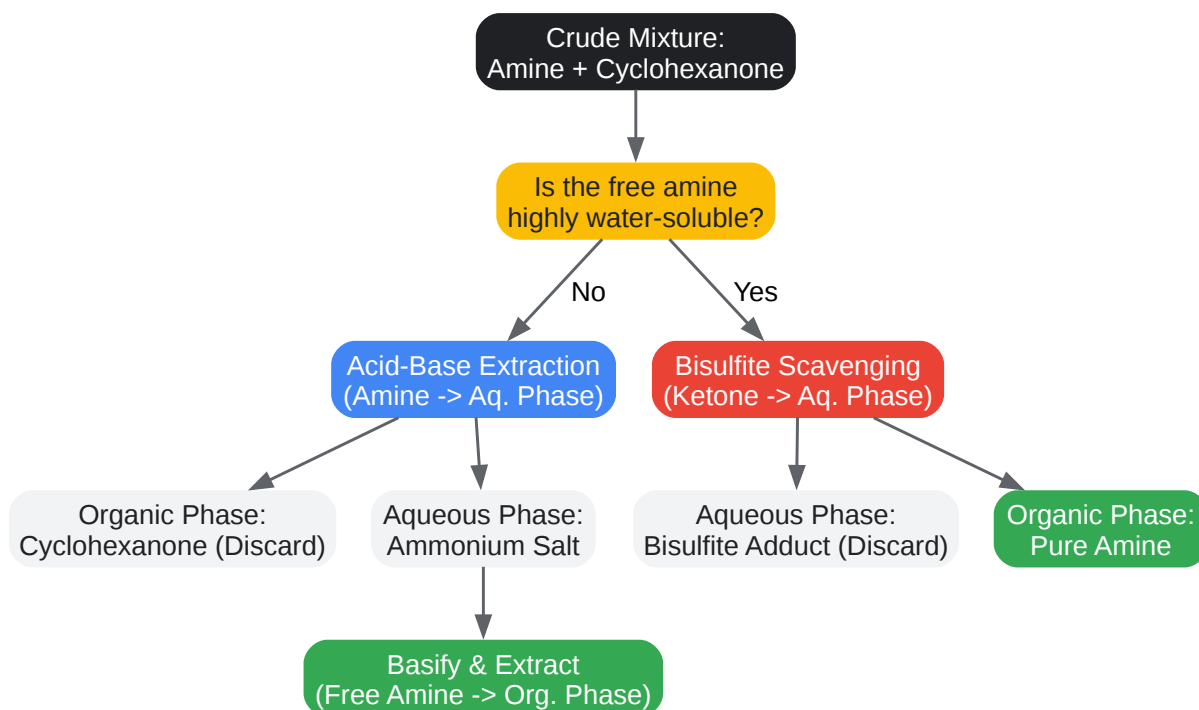 Crude Mixture:
Amine + Cyclohexanone
Is the free amine
highly water-soluble?
No
Yes
Acid-Base Extraction
(Amine -> Aq. Phase)
Bisulfite Scavenging
(Ketone -> Aq. Phase)
Organic Phase:
Cyclohexanone (Discard)
Aqueous Phase:
Ammonium Salt
Aqueous Phase:
Bisulfite Adduct (Discard)
Organic Phase:
Pure Amine
Basify & Extract
(Free Amine -> Org. Phase)